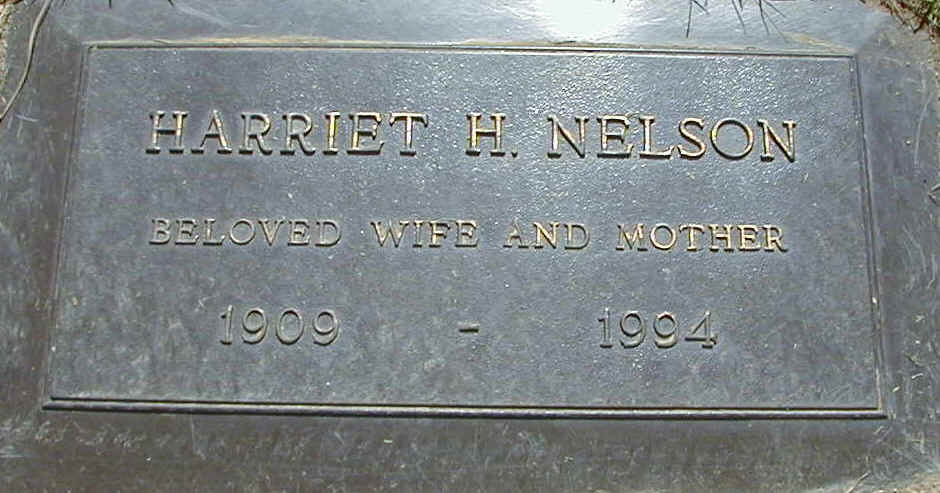 HARRIET H. NELSON
BELOVED WIFE AND MOTHER
1909 - 1994